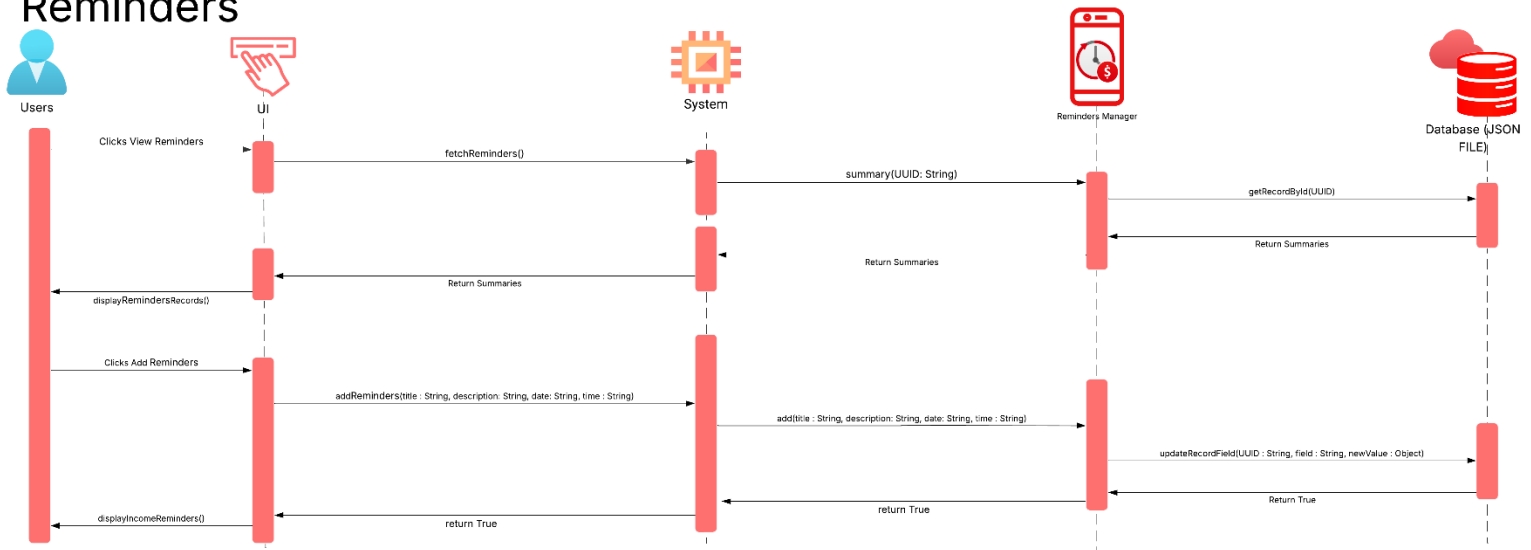 Reminders
Users
UI
System
Reminders Manager
Database (JSON
FILE)
Clicks View Reminders
fetchReminders()
summary(UUID: String)
getRecordById(UUID)
Return Summaries
Return Summaries
Return Summaries
displayRemindersRecords()
Clicks Add Reminders
addReminders(title : String, description: String, date: String, time : String)
add(title : String, description: String, date: String, time : String)
updateRecordField(UUID : String, field : String, newValue : Object)
Return True
return True
return True
displayIncomeReminders()
$